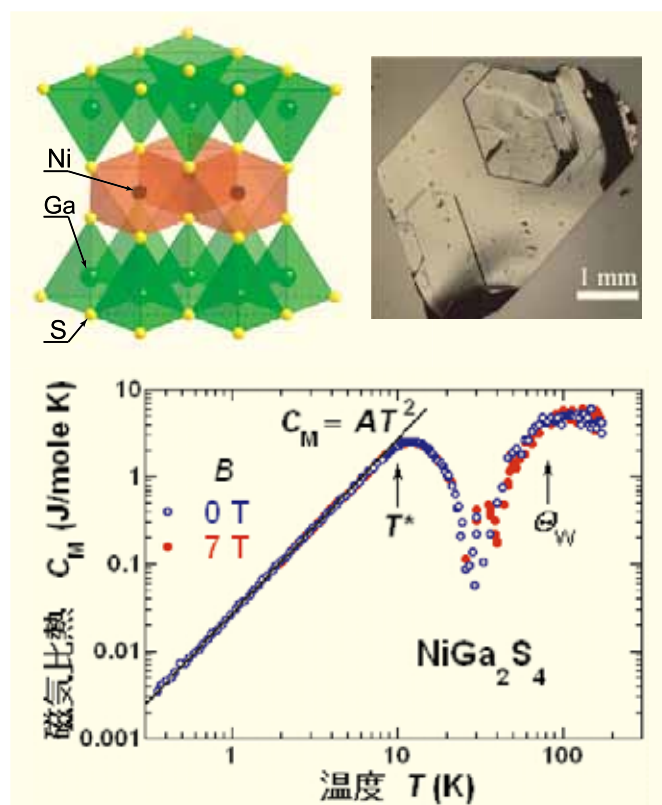 Ni
Ga
S
1 mm
磁気比熱 C_M (J/mole K)
10
1
0.1
0.01
0.001
C_M = AT^2
B
0 T
7 T
T*
Θ_W
NiGa_2S_4
1
10
100
温度 T (K)